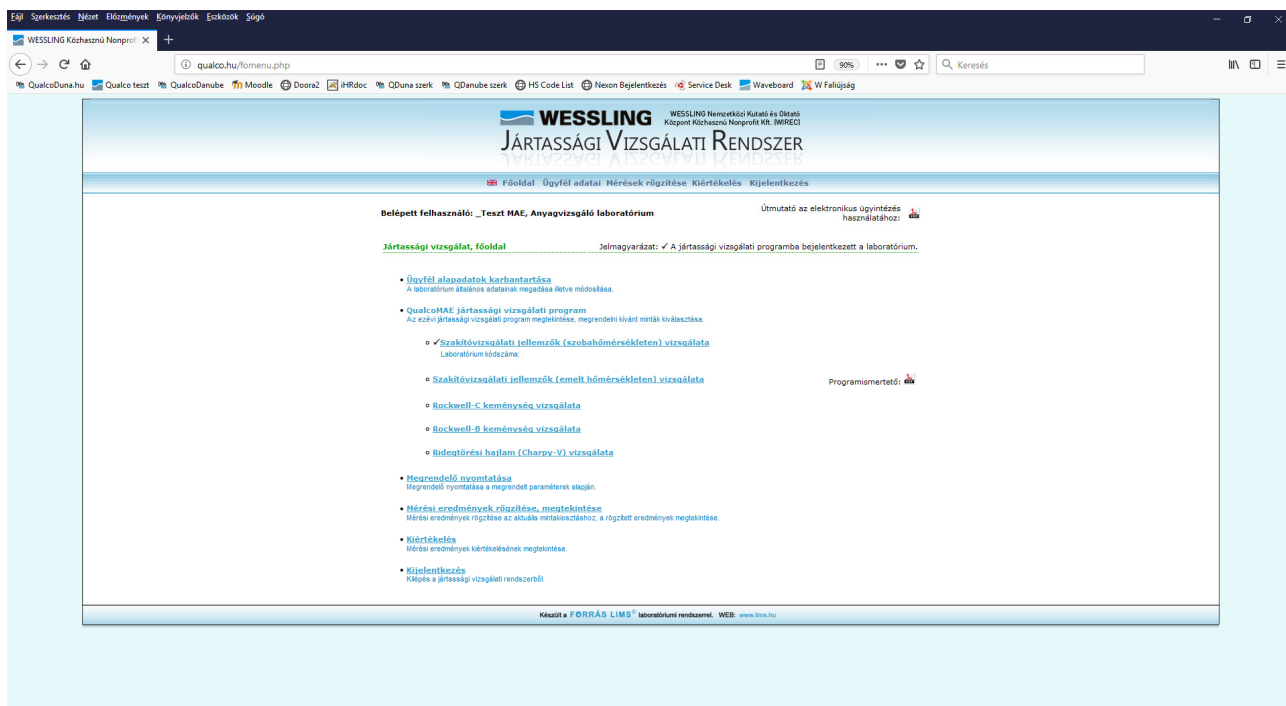 Fájl Szerkesztés Nézet Előzmények Könyvjelzők Eszközök Súgó
WESSLING Közhasznú Nonprofi
qualco.hu/fomenu.php
90%
Keresés
QualcoDuna.hu Qualco teszt QualcoDanube Moodle Doora2 iHRdoc QDuna szerk QDanube szerk HS Code List Nexon Bejelentkezés Service Desk Waveboard W Faliújság
WESSLING
WESSLING Nemzetközi Kutató és Oktató
Központ Közhasznú Nonprofit Kft. (WIREC)
JÁRTASSÁGI VIZSGÁLATI RENDSZER
Főoldal Ügyfél adatai Mérések rögzítése Kiértékelés Kijelentkezés
Belépett felhasználó: _Teszt MAE, Anyagvizsgáló laboratórium
Útmutató az elektronikus ügyintézés
használatához:
Jártassági vizsgálat, főoldal
Jelmagyarázat: ✓ A jártassági vizsgálati programba bejelentkezett a laboratórium.
• Ügyfél alapadatok karbantartása
A laboratórium általános adatainak megadása illetve módosítása.
• QualcoMAE jártassági vizsgálati program
Az ezévi jártassági vizsgálati program megtekintése, megrendelni kívánt minták kiválasztása.
✓Szakítóvizsgálati jellemzők (szobahőmérsékleten) vizsgálata
Laboratórium kódszáma:
Szakítóvizsgálati jellemzők (emelt hőmérsékleten) vizsgálata
Programismertető:
Rockwell-C keménység vizsgálata
Rockwell-B keménység vizsgálata
Ridegtörési hajlam (Charpy-V) vizsgálata
• Megrendelő nyomtatása
Megrendelő nyomtatása a megrendelt paraméterek alapján.
• Mérési eredmények rögzítése, megtekintése
Mérési eredmények rögzítése az aktuális mintakiosztáshoz, a rögzített eredmények megtekintése.
• Kiértékelés
Mérési eredmények kiértékelésének megtekintése.
• Kijelentkezés
Kilépés a jártassági vizsgálati rendszerből.
Készült a FORRÁS LIMS® laboratóriumi rendszerrel. WEB: www.lims.hu